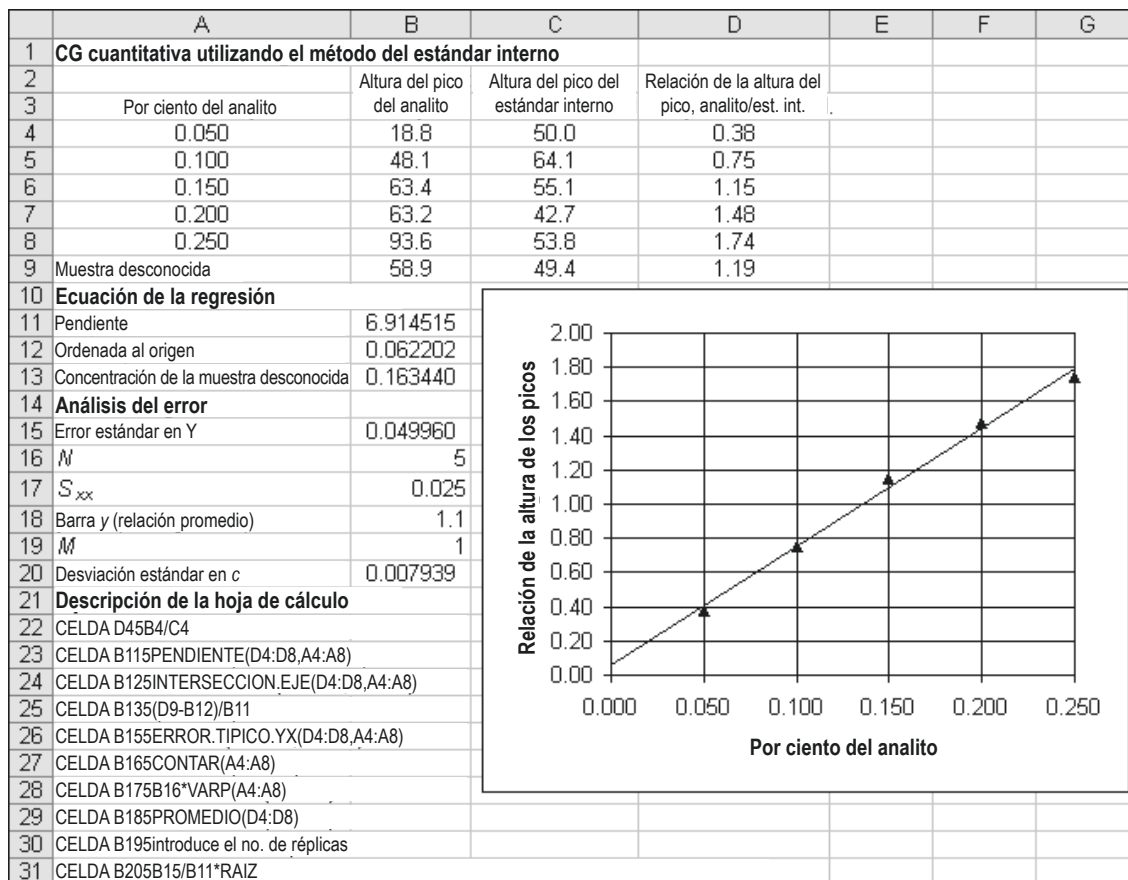 A B C D E F G
1 CG cuantitativa utilizando el método del estándar interno
2 Altura del pico Altura del pico del Relación de la altura del
3 Por ciento del analito del analito estándar interno pico, analito/est. int. .
4 0.050 18.8 50.0 0.38
5 0.100 48.1 64.1 0.75
6 0.150 63.4 55.1 1.15
7 0.200 63.2 42.7 1.48
8 0.250 93.6 53.8 1.74
9 Muestra desconocida 58.9 49.4 1.19
10 Ecuación de la regresión
11 Pendiente 6.914515
12 Ordenada al origen 0.062202
13 Concentración de la muestra desconocida 0.163440
14 Análisis del error
15 Error estándar en Y 0.049960
16 N 5
17 Sxx 0.025
18 Barra y (relación promedio) 1.1
19 M 1
20 Desviación estándar en c 0.007939
21 Descripción de la hoja de cálculo
22 CELDA D45B4/C4
23 CELDA B115PENDIENTE(D4:D8,A4:A8)
24 CELDA B125INTERSECCION.EJE(D4:D8,A4:A8)
25 CELDA B135(D9-B12)/B11
26 CELDA B155ERROR.TIPICO.YX(D4:D8,A4:A8)
27 CELDA B165CONTAR(A4:A8)
28 CELDA B175B16*VARP(A4:A8)
29 CELDA B185PROMEDIO(D4:D8)
30 CELDA B195introduce el no. de réplicas
31 CELDA B205B15/B11*RAIZ
Relación de la altura de los picos
2.00
1.80
1.60
1.40
1.20
1.00
0.80
0.60
0.40
0.20
0.00
0.000 0.050 0.100 0.150 0.200 0.250
Por ciento del analito